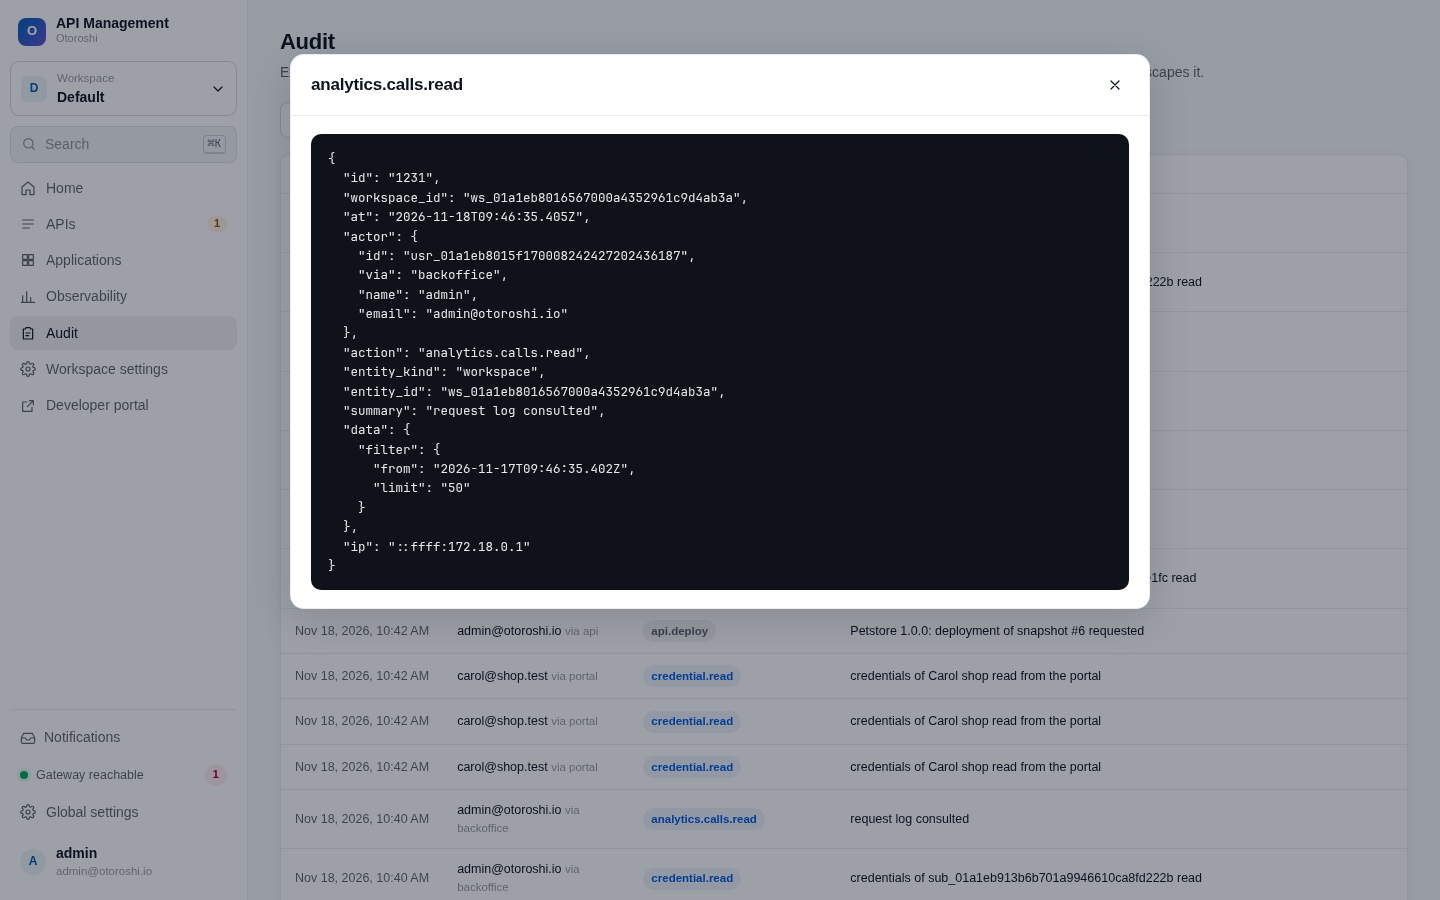 API Management
Otoroshi
D
Workspace
Default
Search
⌘K
Home
APIs
1
Applications
Observability
Audit
Workspace settings
Developer portal
Notifications
Gateway reachable
1
Global settings
A
admin
admin@otoroshi.io
O
Audit
E
scapes it.
analytics.calls.read
{
"id": "1231",
"workspace_id": "ws_01a1eb8016567000a4352961c9d4ab3a",
"at": "2026-11-18T09:46:35.405Z",
"actor": {
"id": "usr_01a1eb8015f170008242427202436187",
"via": "backoffice",
"name": "admin",
"email": "admin@otoroshi.io"
},
"action": "analytics.calls.read",
"entity_kind": "workspace",
"entity_id": "ws_01a1eb8016567000a4352961c9d4ab3a",
"summary": "request log consulted",
"data": {
"filter": {
"from": "2026-11-17T09:46:35.402Z",
"limit": "50"
}
},
"ip": "::ffff:172.18.0.1"
}
222b read
1fc read
Nov 18, 2026, 10:42 AM admin@otoroshi.io via api api.deploy Petstore 1.0.0: deployment of snapshot #6 requested
Nov 18, 2026, 10:42 AM carol@shop.test via portal credential.read credentials of Carol shop read from the portal
Nov 18, 2026, 10:42 AM carol@shop.test via portal credential.read credentials of Carol shop read from the portal
Nov 18, 2026, 10:42 AM carol@shop.test via portal credential.read credentials of Carol shop read from the portal
Nov 18, 2026, 10:40 AM admin@otoroshi.io via backoffice analytics.calls.read request log consulted
Nov 18, 2026, 10:40 AM admin@otoroshi.io via backoffice credential.read credentials of sub_01a1eb913b6b701a9946610ca8fd222b read